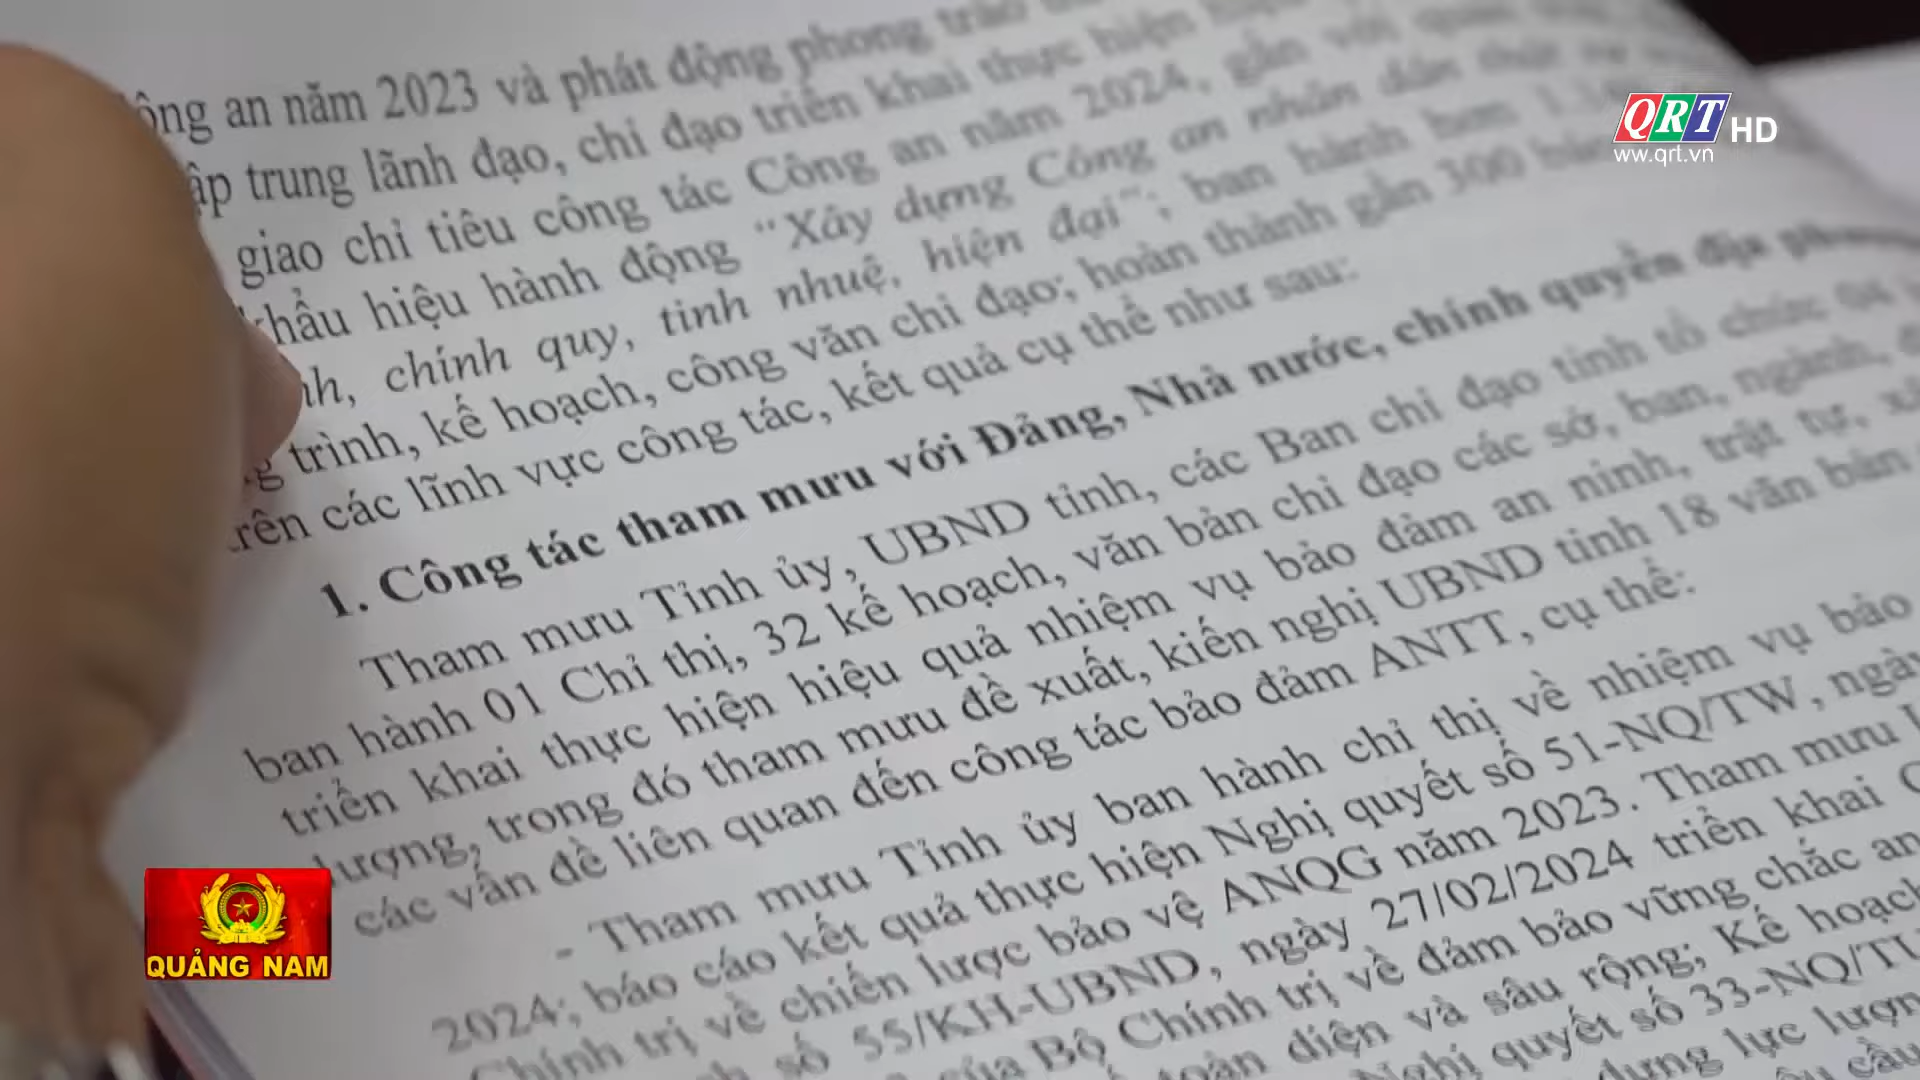 ông an năm 2023 và phát động phong trào
ập trung lãnh đạo, chỉ đạo triển khai thực hiện
giao chỉ tiêu công tác Công an năm 2024, gắn với
khẩu hiệu hành động "Xây dựng Công an nhân dân thật sự
nh, chính quy, tinh nhuệ, hiện đại"; ban hành hơn
g trình, kế hoạch, công văn chỉ đạo; hoàn thành gần 300
rên các lĩnh vực công tác, kết quả cụ thể như sau:
1. Công tác tham mưu với Đảng, Nhà nước, chính quyền địa
Tham mưu Tỉnh ủy, UBND tỉnh, các Ban chỉ đạo tỉnh tổ chức 04
ban hành 01 Chỉ thị, 32 kế hoạch, văn bản chỉ đạo các sở, ban, ngành,
triển khai thực hiện hiệu quả nhiệm vụ bảo đảm an ninh, trật tự,
lượng, trong đó tham mưu đề xuất, kiến nghị UBND tỉnh 18 văn bản
các vấn đề liên quan đến công tác bảo đảm ANTT, cụ thể:
- Tham mưu Tỉnh ủy ban hành chỉ thị về nhiệm vụ bảo
2024; báo cáo kết quả thực hiện Nghị quyết số 51-NQ/TW, ngày
Chính trị về chiến lược bảo vệ ANQG năm 2023. Tham mưu
số 55/KH-UBND, ngày 27/02/2024 triển khai
của Bộ Chính trị về đảm bảo vững chắc an
toàn diện và sâu rộng; Kế hoạch
Nghị quyết số 33-NQ/TU
dựng lực lượng
QRT HD
ww.qrt.vn
QUẢNG NAM